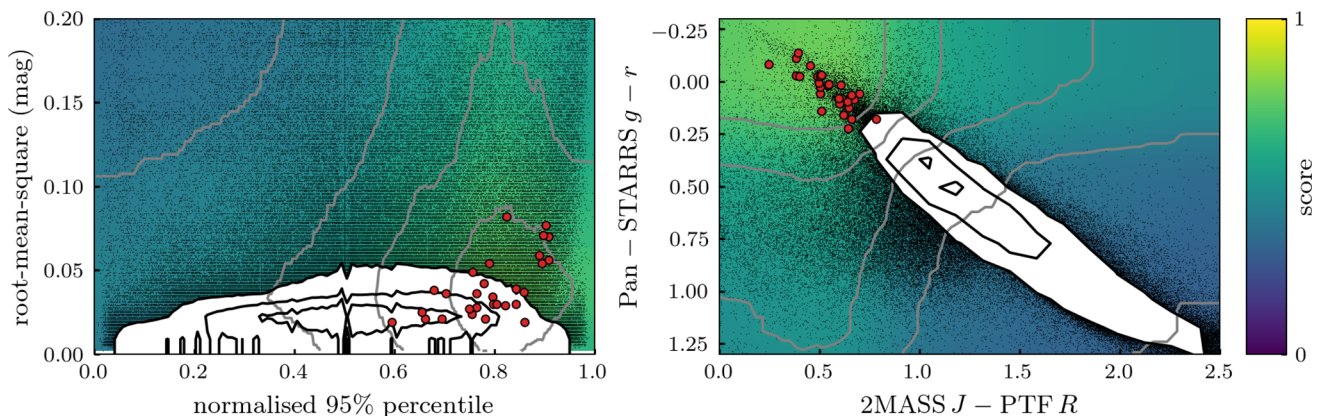 root-mean-square (mag)
0.20
0.15
0.10
0.05
0.00
0.0 0.2 0.4 0.6 0.8 1.0
normalised 95% percentile
Pan − STARRS g − r
−0.25
0.00
0.25
0.50
0.75
1.00
1.25
0.0 0.5 1.0 1.5 2.0 2.5
2MASS J − PTF R
1
0
score